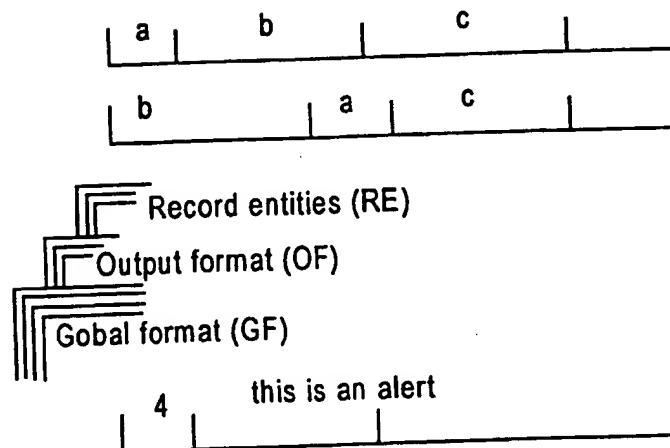 a b c
b a c
Record entities (RE)
Output format (OF)
Gobal format (GF)
4 this is an alert